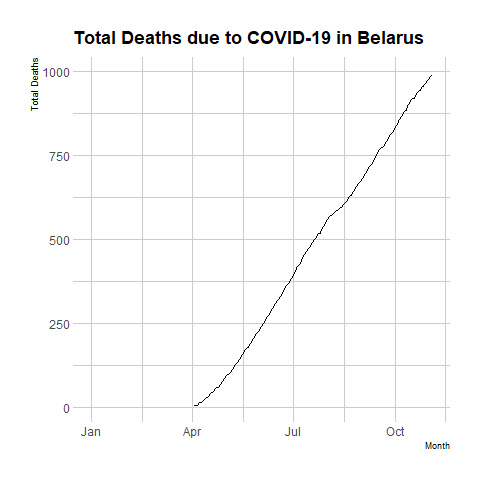 Total Deaths due to COVID-19 in Belarus
Total Deaths
1000
750
500
250
0
Jan Apr Jul Oct
Month